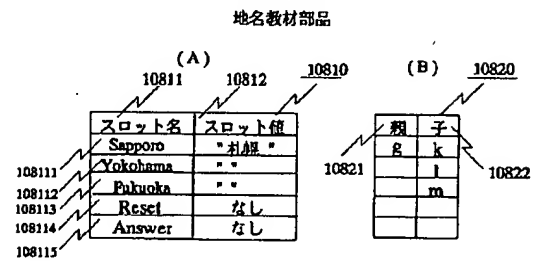 地名教材部品
(A)
10811
10812
10810
スロット名 スロット値
Sapporo "札幌"
Yokohama " "
Fukuoka " "
Reset なし
Answer なし
108111
108112
108113
108114
108115
(B)
10820
親 子
g k
l
m
10821
10822